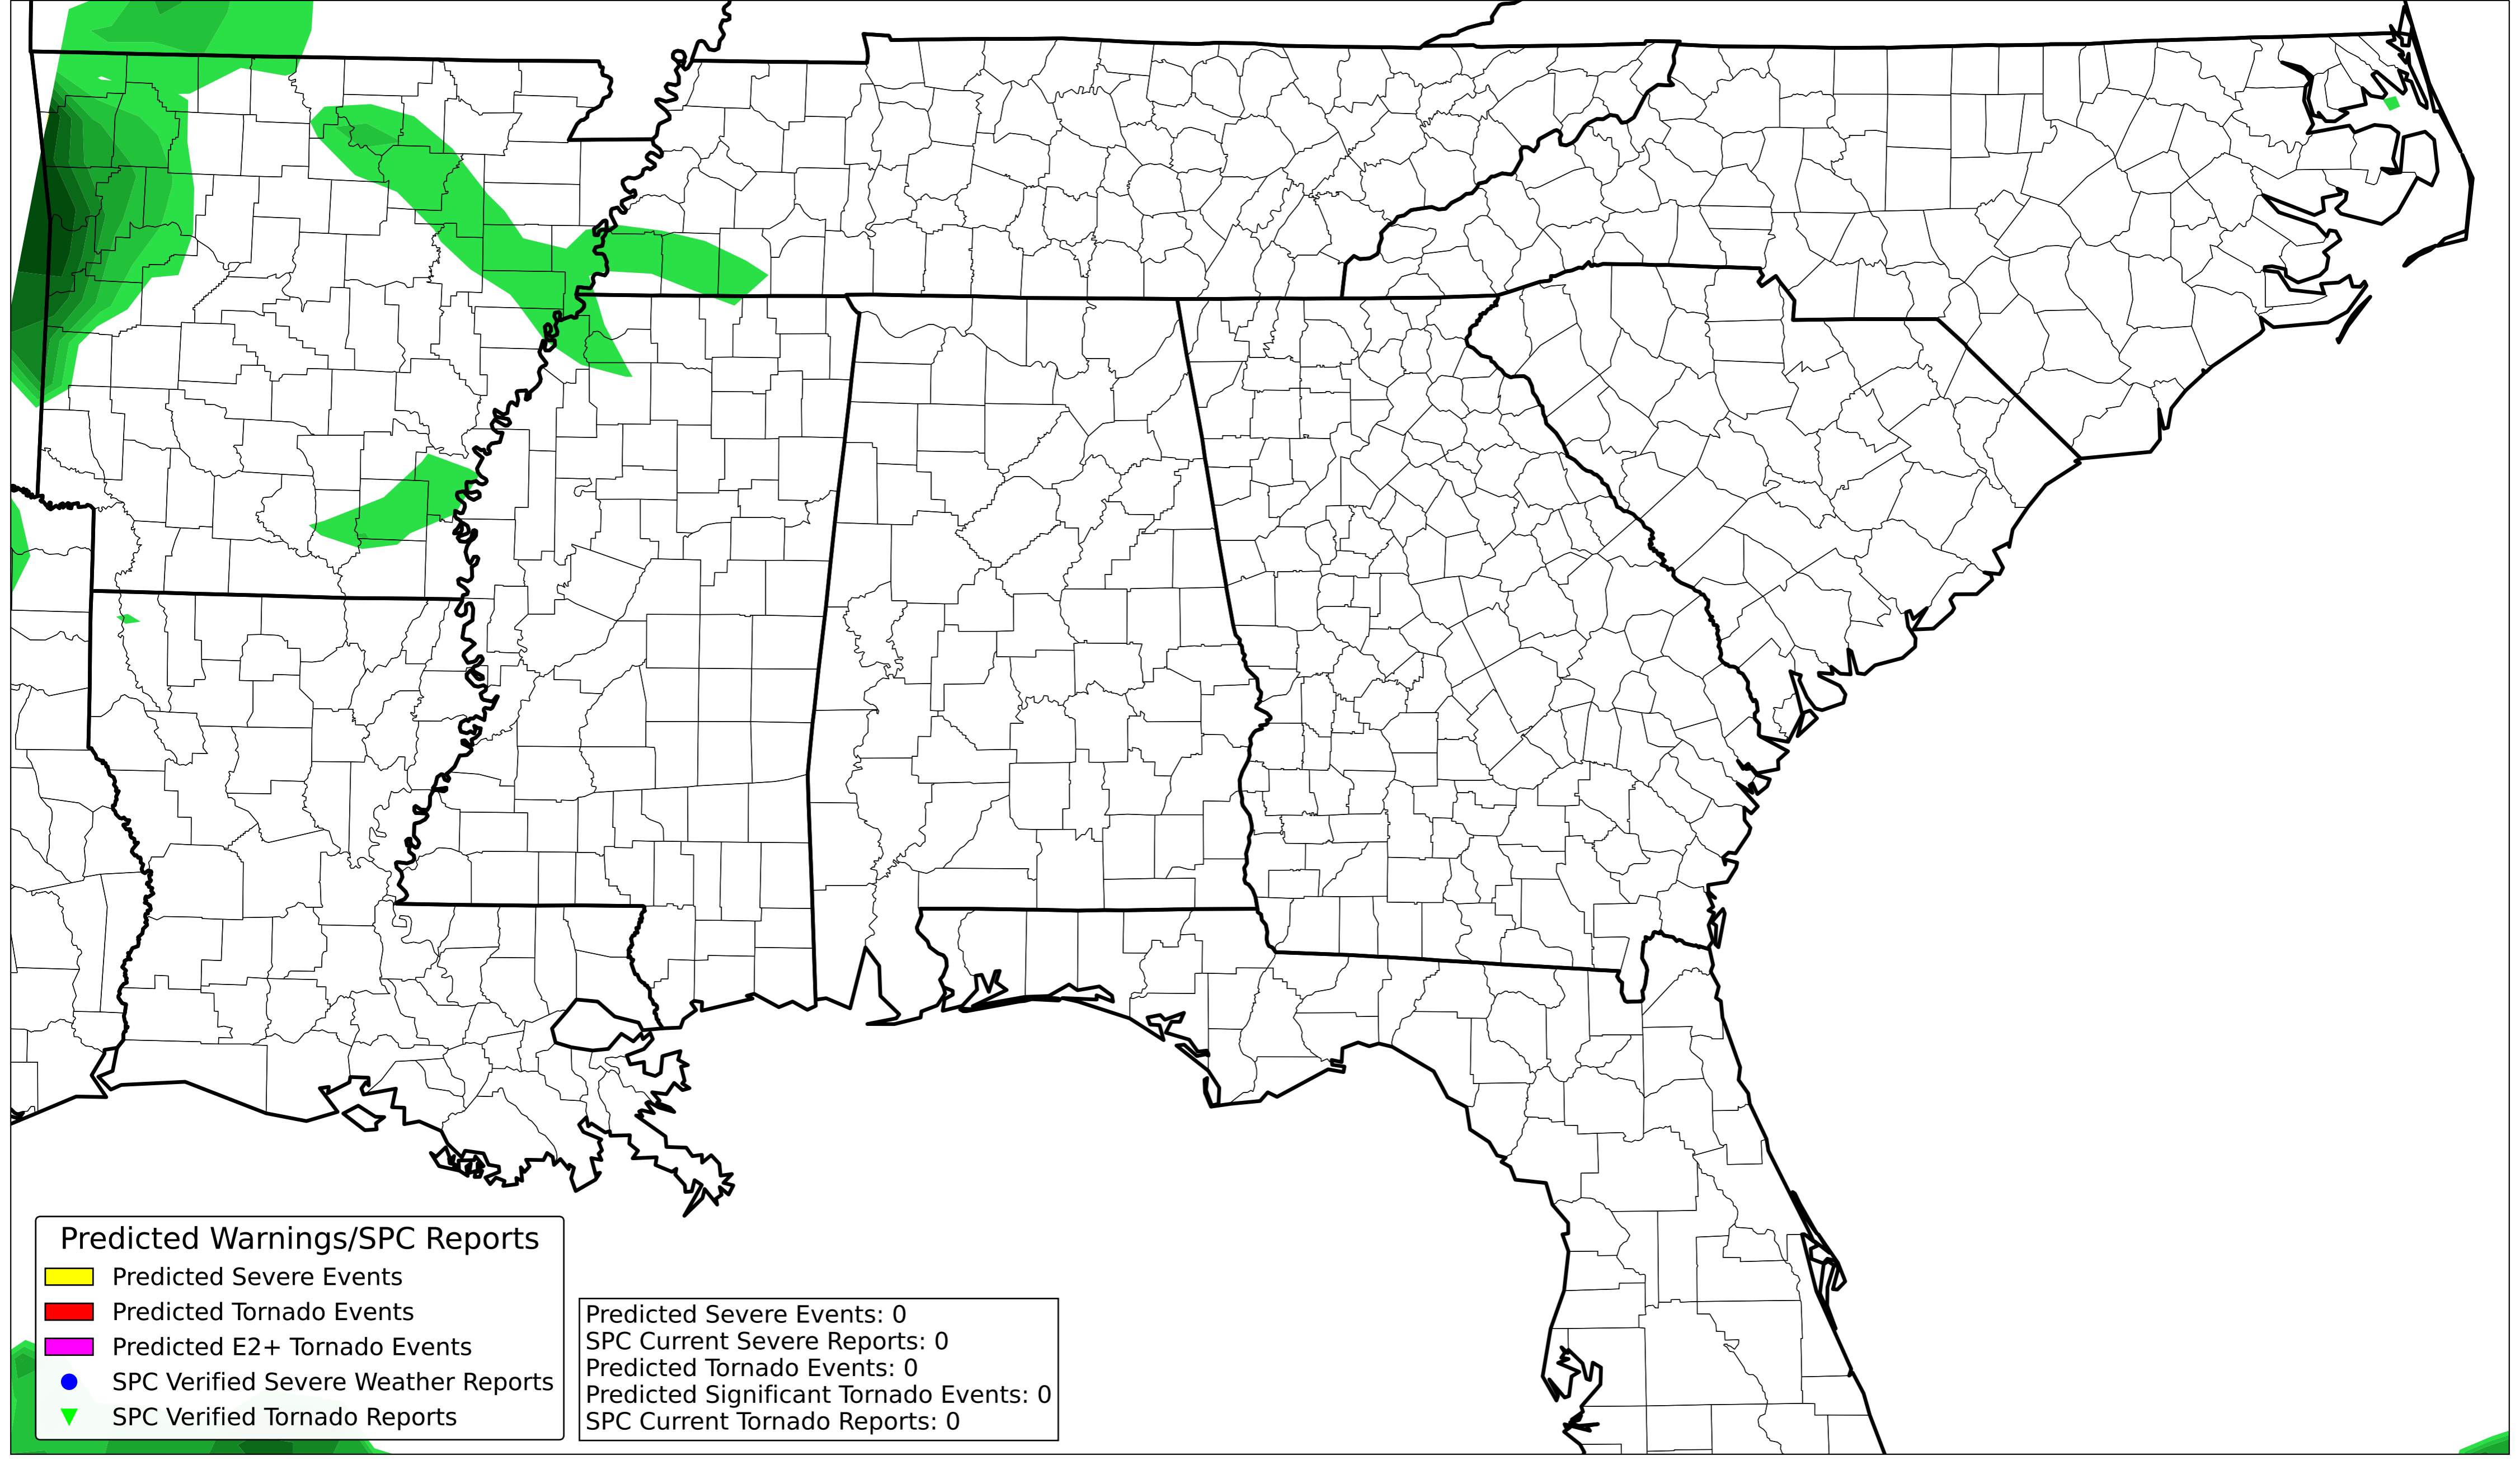 Predicted Warnings/SPC Reports
Predicted Severe Events
Predicted Tornado Events
Predicted E2+ Tornado Events
SPC Verified Severe Weather Reports
SPC Verified Tornado Reports
Predicted Severe Events: 0
SPC Current Severe Reports: 0
Predicted Tornado Events: 0
Predicted Significant Tornado Events: 0
SPC Current Tornado Reports: 0